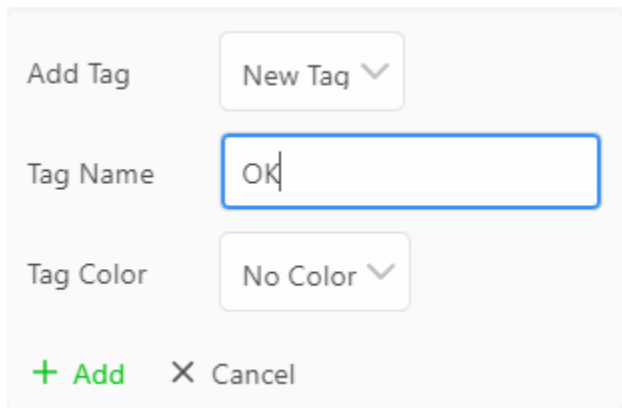 Add Tag New Tag
Tag Name OK
Tag Color No Color
+ Add × Cancel